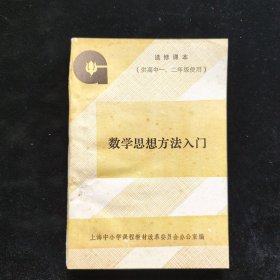 选修课本
(供高中一、二年级使用)
数学思想方法入门
上海中小学课程教材改革委员会办公室编